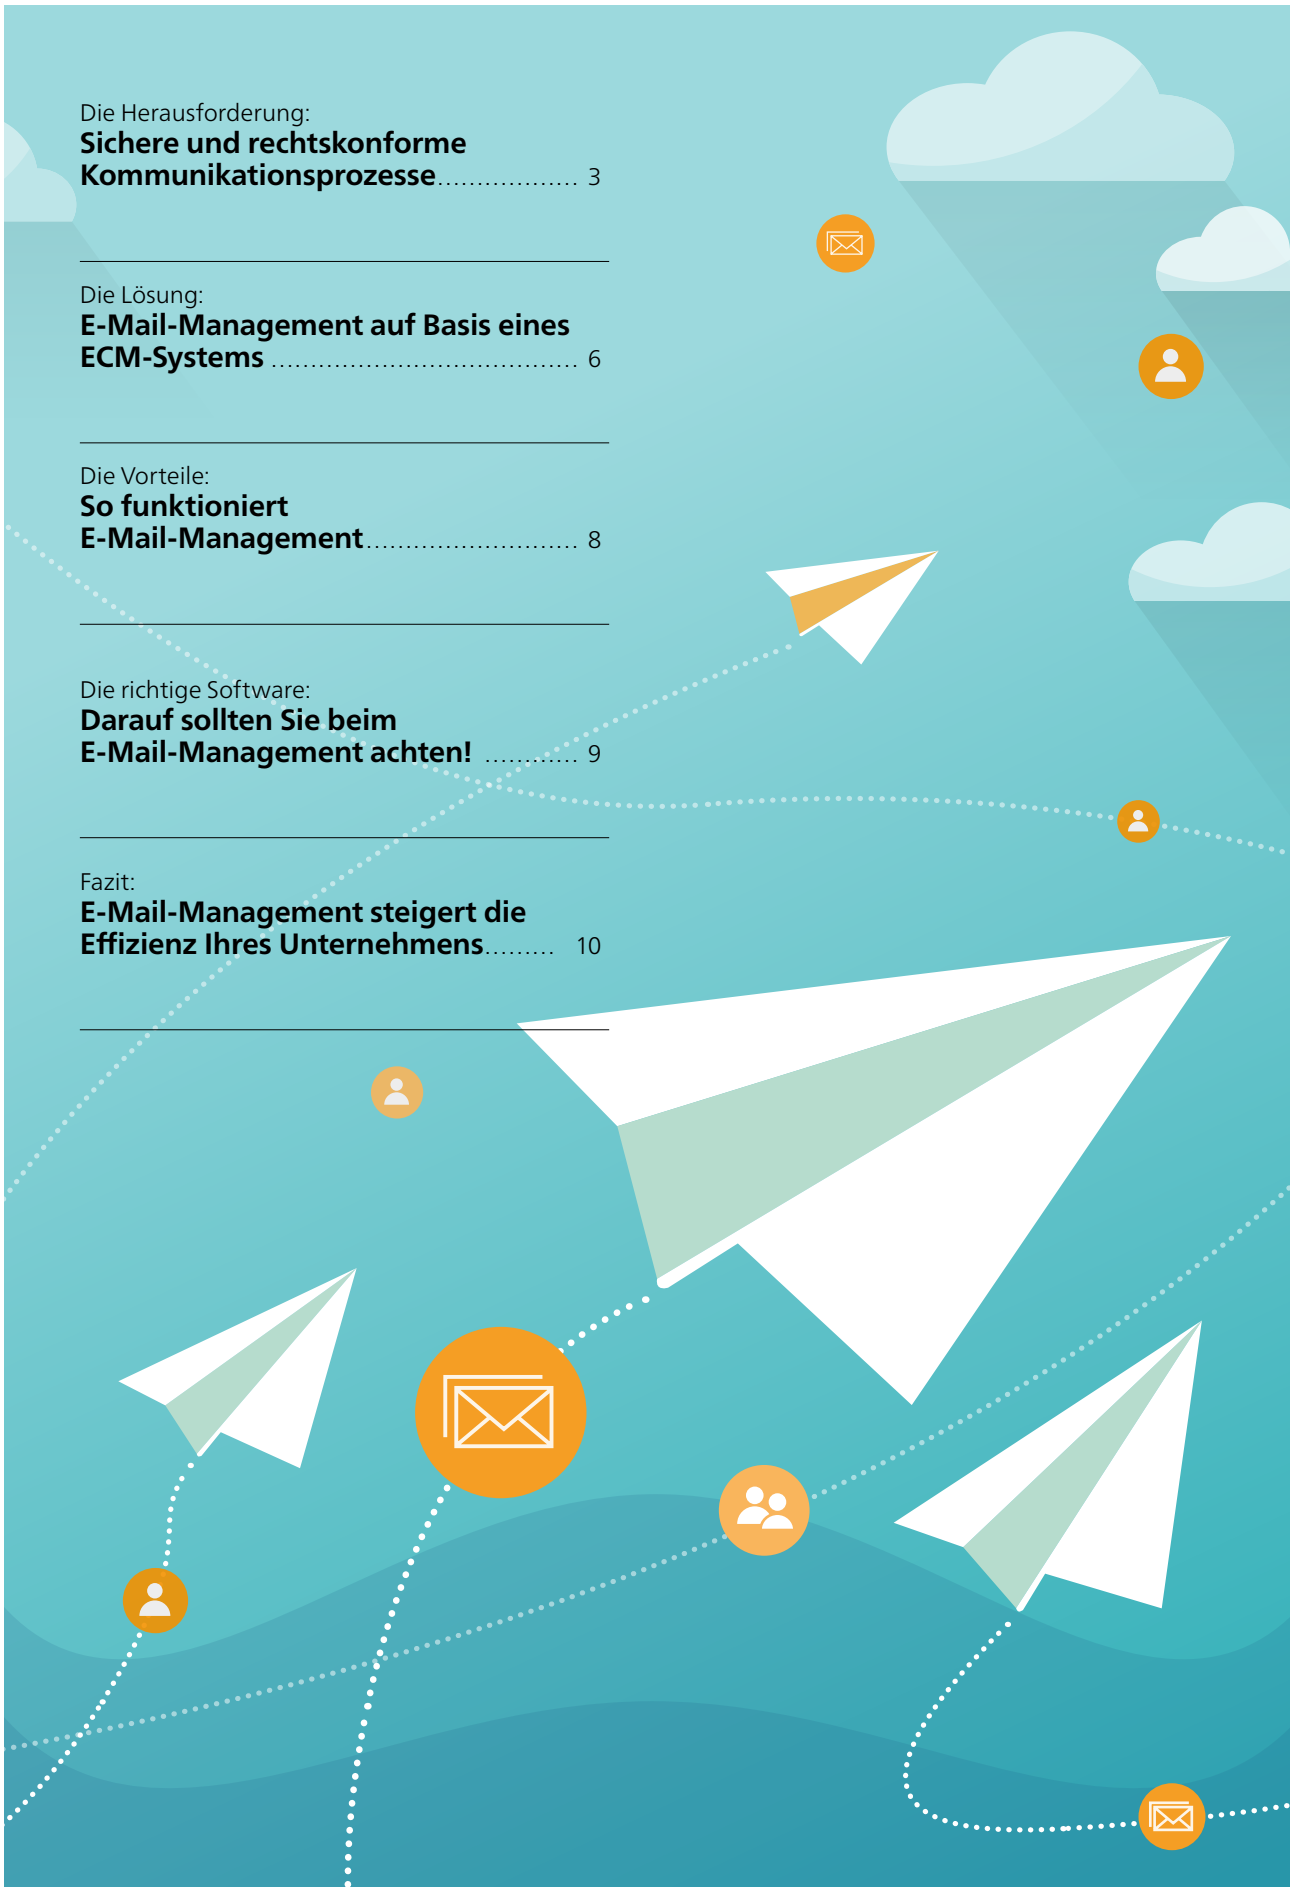 Die Herausforderung:
Sichere und rechtskonforme
Kommunikationsprozesse.................. 3
Die Lösung:
E-Mail-Management auf Basis eines
ECM-Systems ....................................... 6
Die Vorteile:
So funktioniert
E-Mail-Management........................... 8
Die richtige Software:
Darauf sollten Sie beim
E-Mail-Management achten! ............ 9
Fazit:
E-Mail-Management steigert die
Effizienz Ihres Unternehmens......... 10